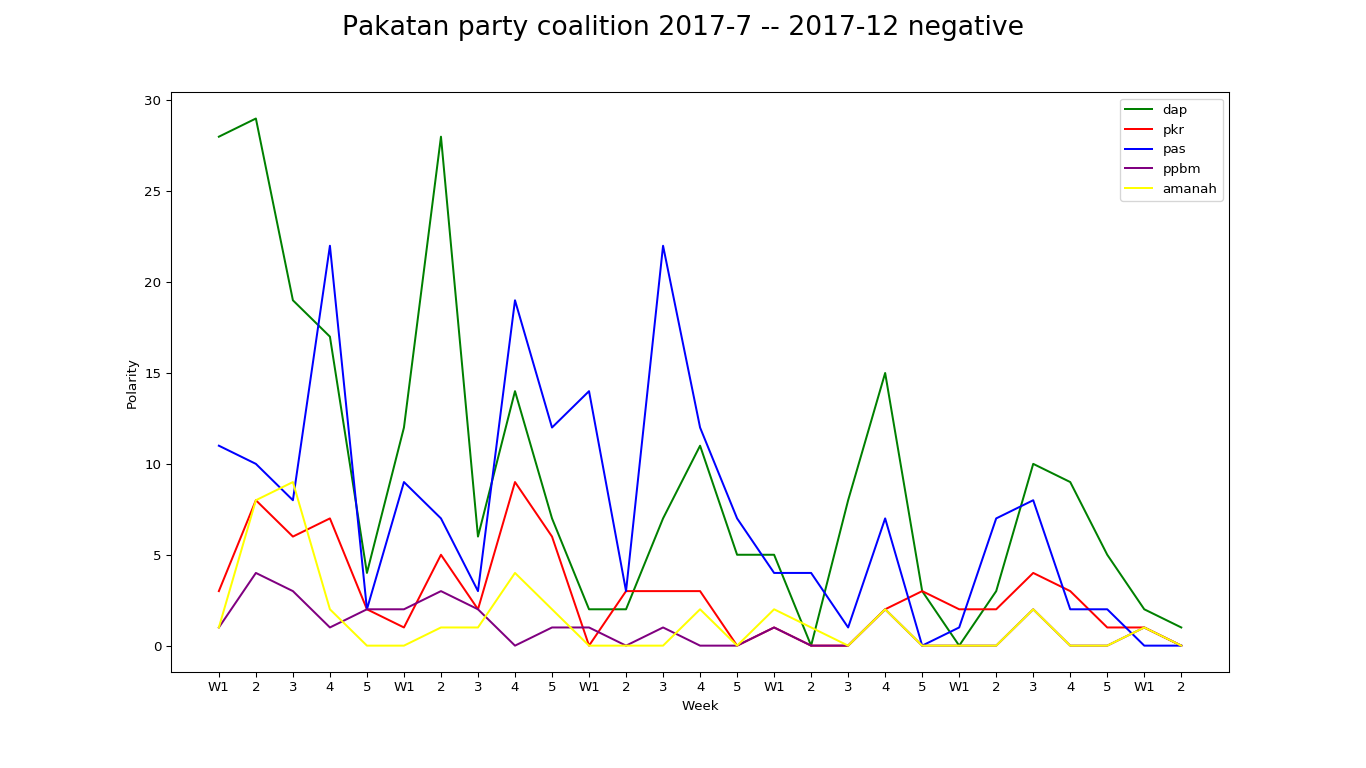 Pakatan party coalition 2017-7 -- 2017-12 negative
30
25
20
15
10
5
0
Polarity
dap
pkr
pas
ppbm
amanah
W1 2 3 4 5 W1 2 3 4 5 W1 2 3 4 5 W1 2 3 4 5 W1 2 3 4 5 W1 2
Week